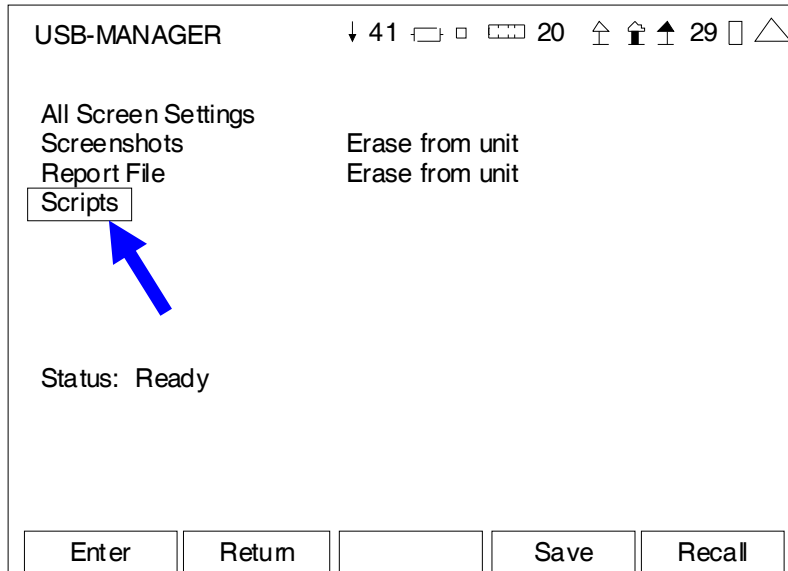 USB-MANAGER 41 20 29
All Screen Settings
Screenshots Erase from unit
Report File Erase from unit
Scripts
Status: Ready
Enter Return Save Recall